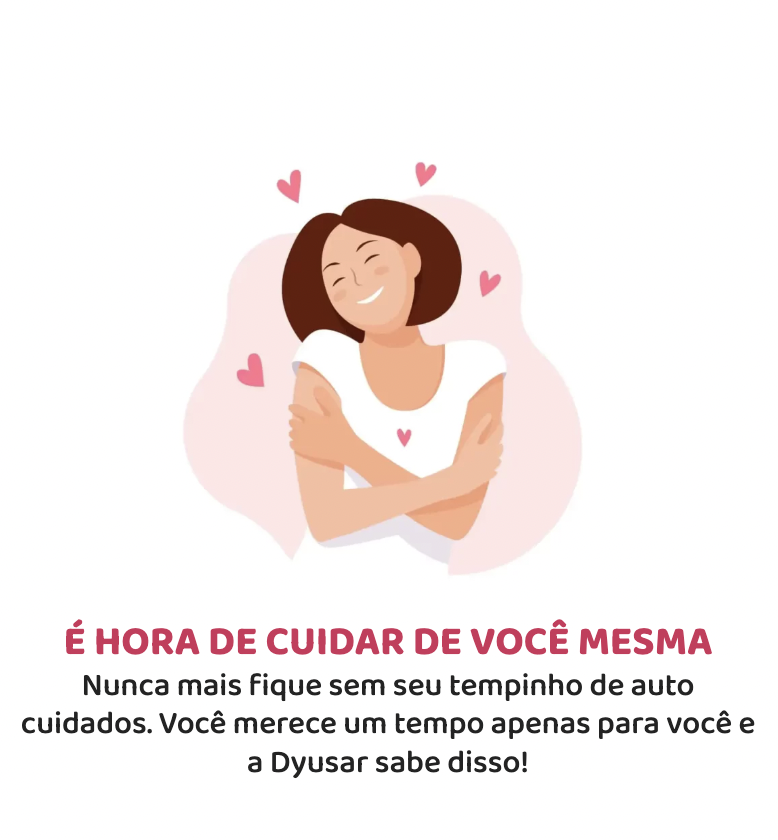 É HORA DE CUIDAR DE VOCÊ MESMA
Nunca mais fique sem seu tempinho de auto
cuidados. Você merece um tempo apenas para você e
a Dyusar sabe disso!